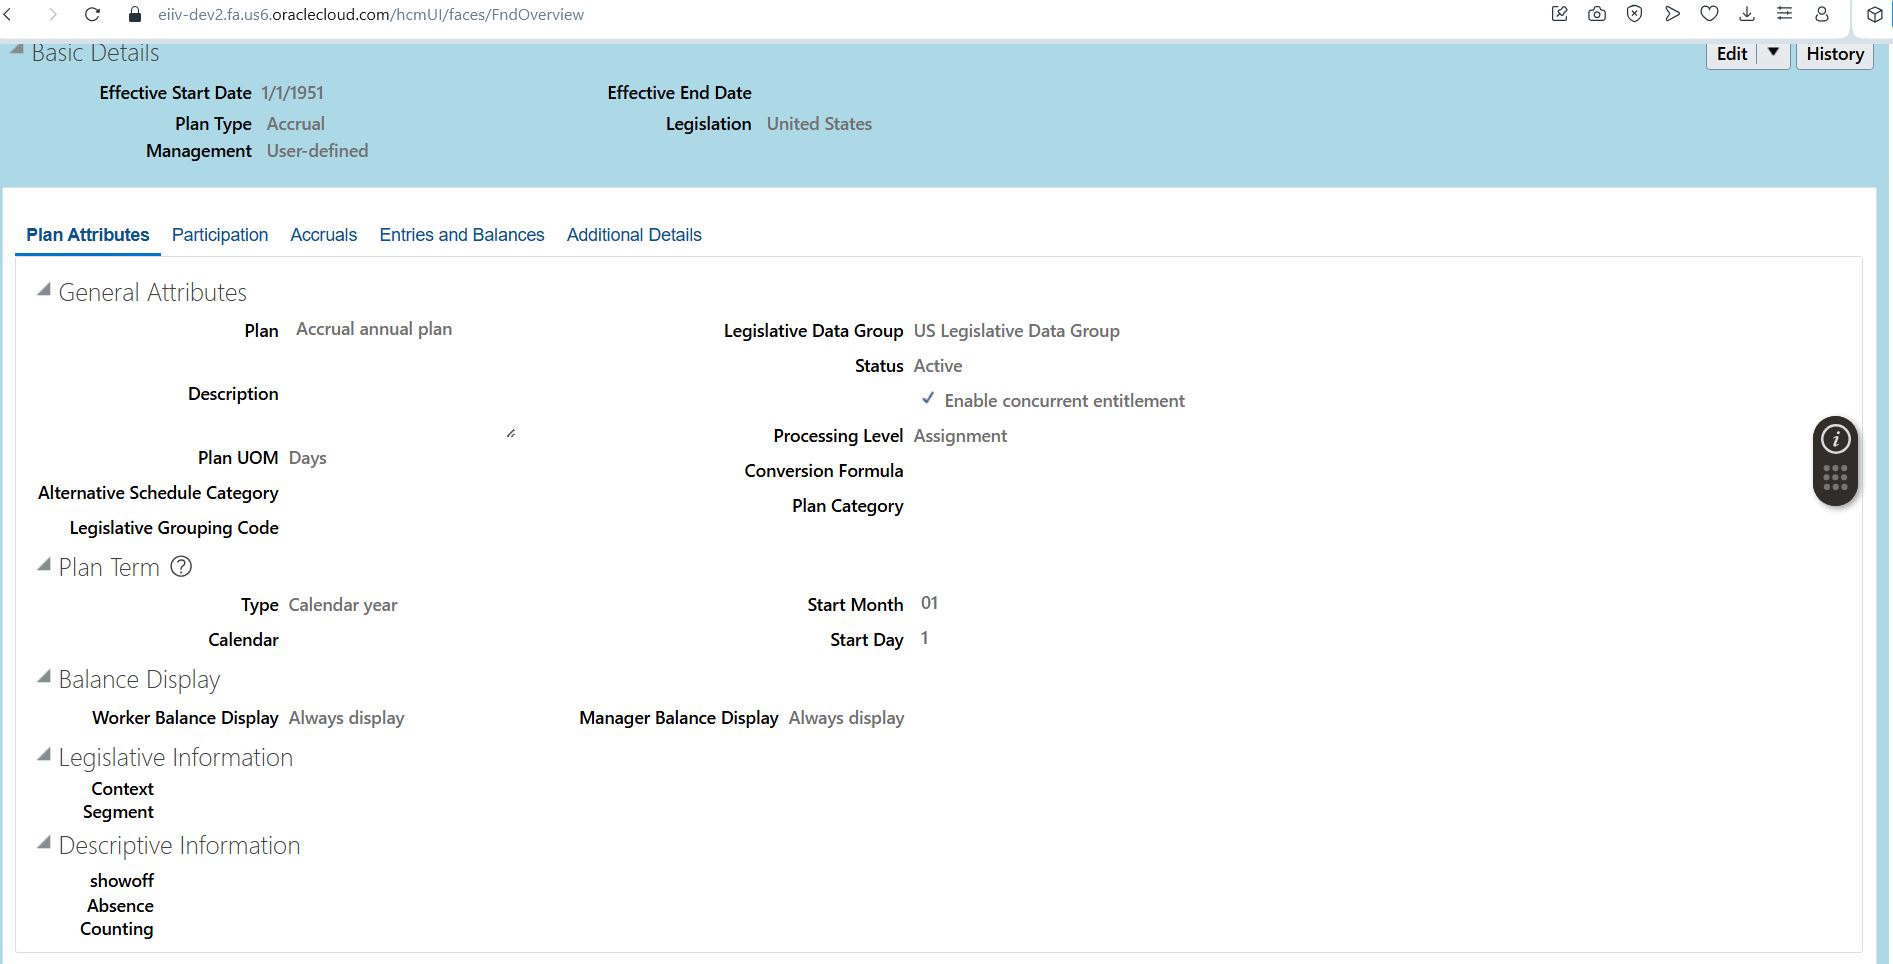 eiiv-dev2.fa.us6.oraclecloud.com/hcmUI/faces/FndOverview
Basic Details Edit History
Effective Start Date 1/1/1951 Effective End Date
Plan Type Accrual Legislation United States
Management User-defined
Plan Attributes Participation Accruals Entries and Balances Additional Details
General Attributes
Plan Accrual annual plan Legislative Data Group US Legislative Data Group
Status Active
Description Enable concurrent entitlement
Processing Level Assignment
Plan UOM Days Conversion Formula
Alternative Schedule Category Plan Category
Legislative Grouping Code
Plan Term ?
Type Calendar year Start Month 01
Calendar Start Day 1
Balance Display
Worker Balance Display Always display Manager Balance Display Always display
Legislative Information
Context
Segment
Descriptive Information
showoff
Absence
Counting